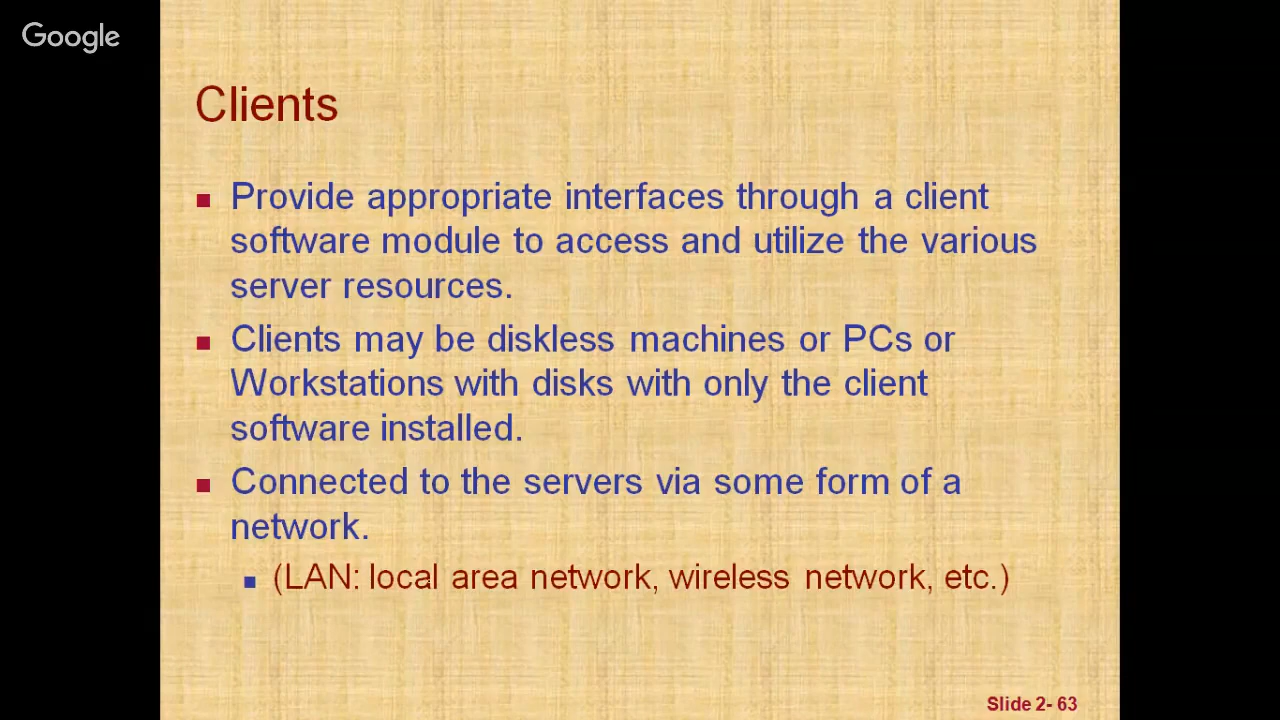 Google
Clients
Provide appropriate interfaces through a client
software module to access and utilize the various
server resources.
Clients may be diskless machines or PCs or
Workstations with disks with only the client
software installed.
Connected to the servers via some form of a
network.
(LAN: local area network, wireless network, etc.)
Slide 2- 63